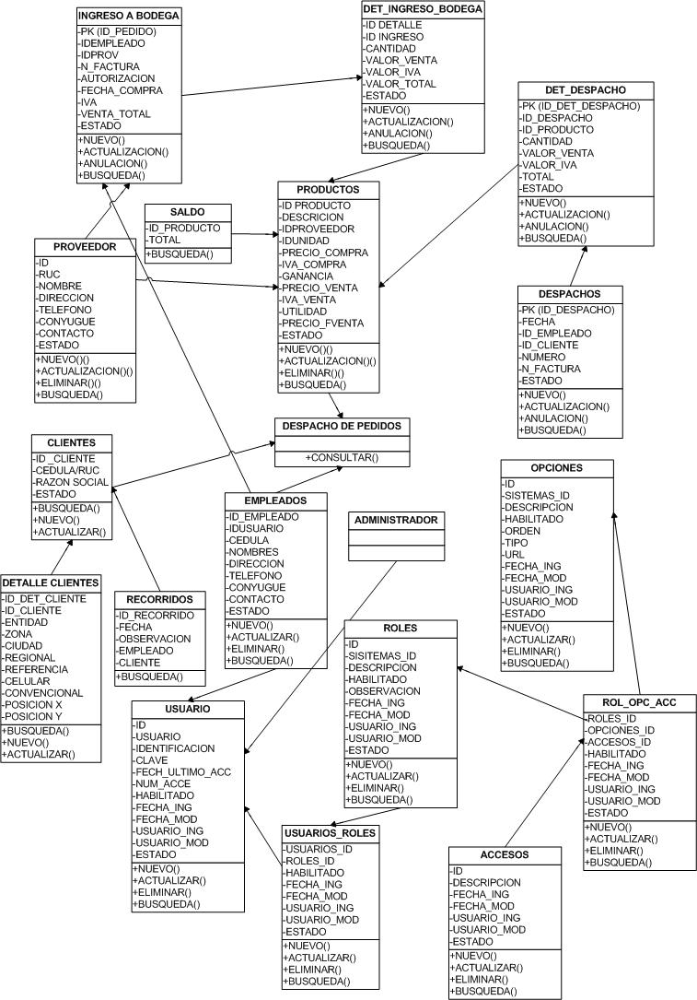 INGRESO A BODEGA
-PK (ID_PEDIDO)
-IDEMPLEADO
-IDPROV
-N_FACTURA
-AUTORIZACION
-FECHA_COMPRA
-IVA
-VENTA_TOTAL
-ESTADO
+NUEVO()
+ACTUALIZACION()
+ANULACION()
+BUSQUEDA()
DET_INGRESO_BODEGA
-ID DETALLE
-ID INGRESO
-CANTIDAD
-VALOR_VENTA
-VALOR_IVA
-VALOR_TOTAL
-ESTADO
+NUEVO()
+ACTUALIZACION()
+ANULACION()
+BUSQUEDA()
DET_DESPACHO
-PK (ID_DET_DESPACHO)
-ID_DESPACHO
-ID_PRODUCTO
-CANTIDAD
-VALOR_VENTA
-VALOR_IVA
-TOTAL
-ESTADO
+NUEVO()
+ACTUALIZACION()
+ANULACION()
+BUSQUEDA()
SALDO
-ID_PRODUCTO
-TOTAL
+BUSQUEDA()
PRODUCTOS
-ID PRODUCTO
-DESCRICION
-IDPROVEEDOR
-IDUNIDAD
-PRECIO_COMPRA
-IVA_COMPRA
-GANANCIA
-PRECIO_VENTA
-IVA_VENTA
-UTILIDAD
-PRECIO_FVENTA
-ESTADO
+NUEVO()()
+ACTUALIZACION()()
+ELIMINAR()()
+BUSQUEDA()
PROVEEDOR
-ID
-RUC
-NOMBRE
-DIRECCION
-TELEFONO
-CONYUGUE
-CONTACTO
-ESTADO
+NUEVO()()
+ACTUALIZACION()()
+ELIMINAR()()
+BUSQUEDA()
DESPACHOS
-PK (ID_DESPACHO)
-FECHA
-ID_EMPLEADO
-ID_CLIENTE
-NUMERO
-N_FACTURA
-ESTADO
+NUEVO()
+ACTUALIZACION()
+ANULACION()
+BUSQUEDA()
DESPACHO DE PEDIDOS
+CONSULTAR()
CLIENTES
-ID _CLIENTE
-CEDULA/RUC
-RAZON SOCIAL
-ESTADO
+BUSQUEDA()
+NUEVO()
+ACTUALIZAR()
OPCIONES
-ID
-SISTEMAS_ID
-DESCRIPCION
-HABILITADO
-ORDEN
-TIPO
-URL
-FECHA_ING
-FECHA_MOD
-USUARIO_ING
-USUARIO_MOD
-ESTADO
+NUEVO()
+ACTUALIZAR()
+ELIMINAR()
+BUSQUEDA()
EMPLEADOS
-ID_EMPLEADO
-IDUSUARIO
-CEDULA
-NOMBRES
-DIRECCION
-TELEFONO
-CONYUGUE
-CONTACTO
-ESTADO
+NUEVO()
+ACTUALIZAR()
+ELIMINAR()
+BUSQUEDA()
ADMINISTRADOR
DETALLE CLIENTES
-ID_DET_CLIENTE
-ID_CLIENTE
-ENTIDAD
-ZONA
-CIUDAD
-REGIONAL
-REFERENCIA
-CELULAR
-CONVENCIONAL
-POSICION X
-POSICION Y
+BUSQUEDA()
+NUEVO()
+ACTUALIZAR()
RECORRIDOS
-ID_RECORRIDO
-FECHA
-OBSERVACION
-EMPLEADO
-CLIENTE
+BUSQUEDA()
ROLES
-ID
-SISITEMAS_ID
-DESCRIPCION
-HABILITADO
-OBSERVACION
-FECHA_ING
-FECHA_MOD
-USUARIO_ING
-USUARIO_MOD
-ESTADO
+NUEVO()
+ACTUALIZAR()
+ELIMINAR()
+BUSQUEDA()
ROL_OPC_ACC
-ROLES_ID
-OPCIONES_ID
-ACCESOS_ID
-HABILITADO
-FECHA_ING
-FECHA_MOD
-USUARIO_ING
-USUARIO_MOD
-ESTADO
+NUEVO()
+ACTUALIZAR()
+ELIMINAR()
+BUSQUEDA()
USUARIO
-ID
-USUARIO
-IDENTIFICACION
-CLAVE
-FECH_ULTIMO_ACC
-NUM_ACCE
-HABILITADO
-FECHA_ING
-FECHA_MOD
-USUARIO_ING
-USUARIO_MOD
-ESTADO
+NUEVO()
+ACTUALIZAR()
+ELIMINAR()
+BUSQUEDA()
USUARIOS_ROLES
-USUARIOS_ID
-ROLES_ID
-HABILITADO
-FECHA_ING
-FECHA_MOD
-USUARIO_ING
-USUARIO_MOD
-ESTADO
+NUEVO()
+ACTUALIZAR()
+ELIMINAR()
+BUSQUEDA()
ACCESOS
-ID
-DESCRIPCION
-FECHA_ING
-FECHA_MOD
-USUARIO_ING
-USUARIO_MOD
-ESTADO
+NUEVO()
+ACTUALIZAR()
+ELIMINAR()
+BUSQUEDA()